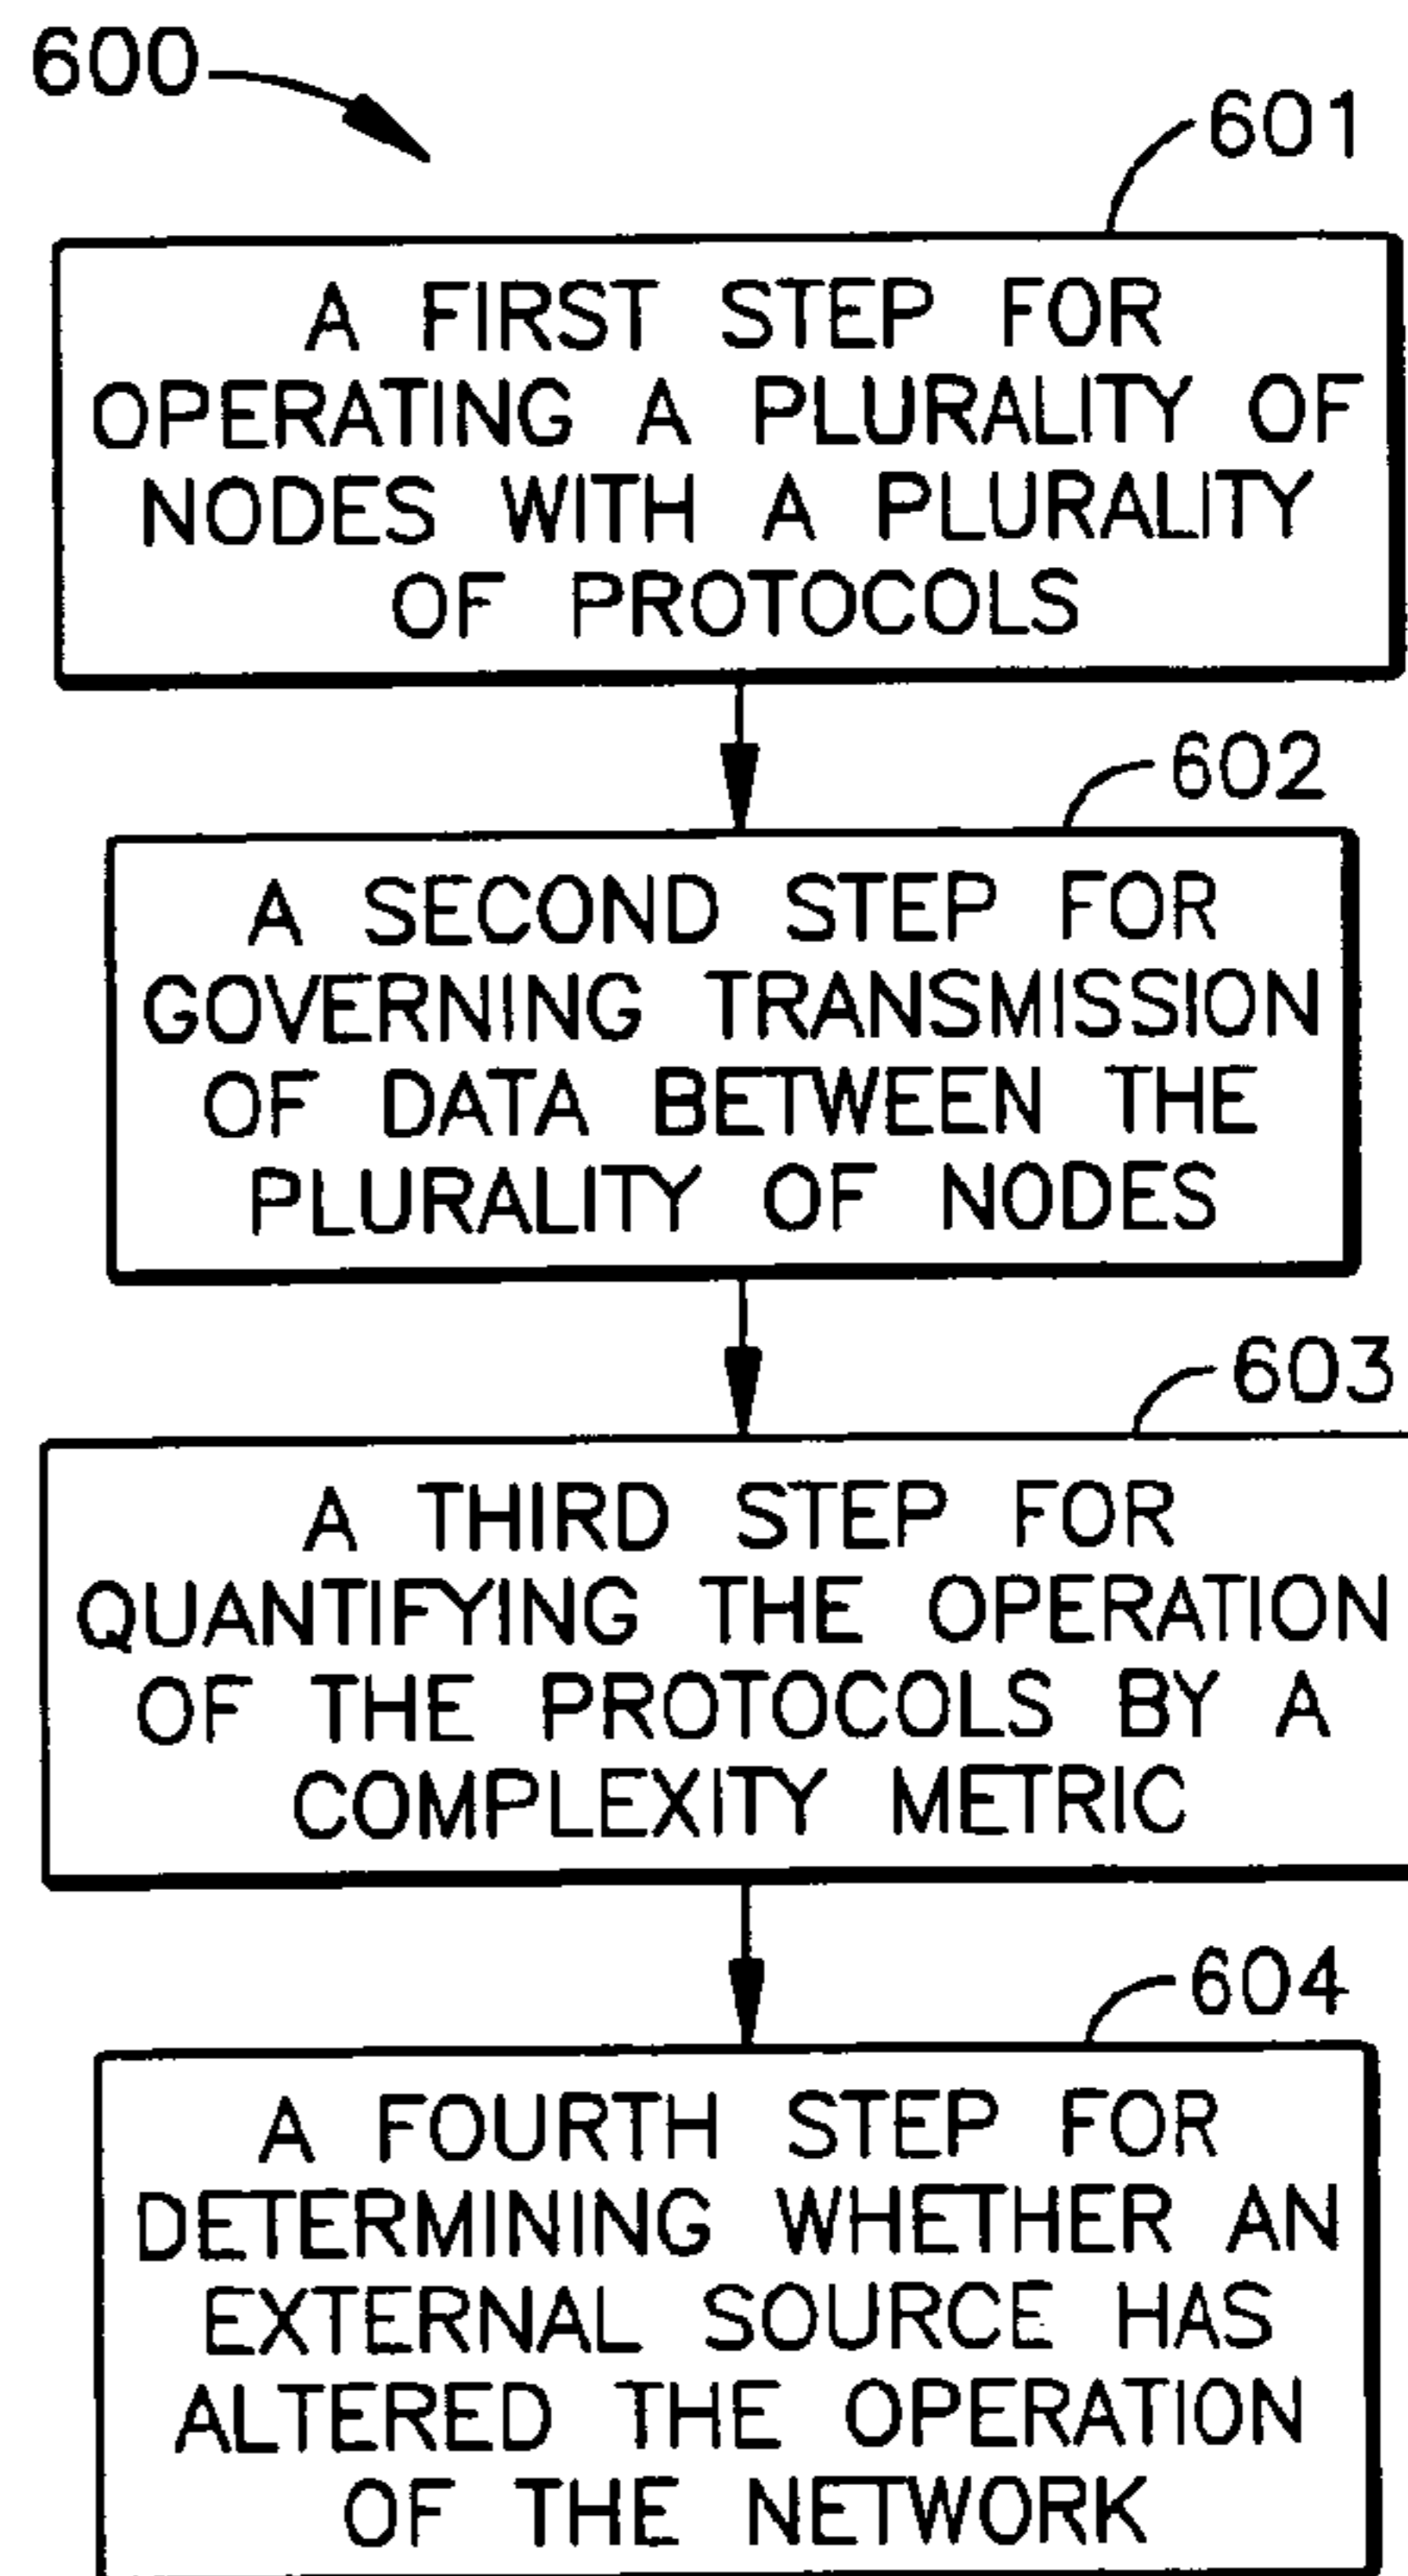 600
601
A FIRST STEP FOR
OPERATING A PLURALITY OF
NODES WITH A PLURALITY
OF PROTOCOLS
602
A SECOND STEP FOR
GOVERNING TRANSMISSION
OF DATA BETWEEN THE
PLURALITY OF NODES
603
A THIRD STEP FOR
QUANTIFYING THE OPERATION
OF THE PROTOCOLS BY A
COMPLEXITY METRIC
604
A FOURTH STEP FOR
DETERMINING WHETHER AN
EXTERNAL SOURCE HAS
ALTERED THE OPERATION
OF THE NETWORK